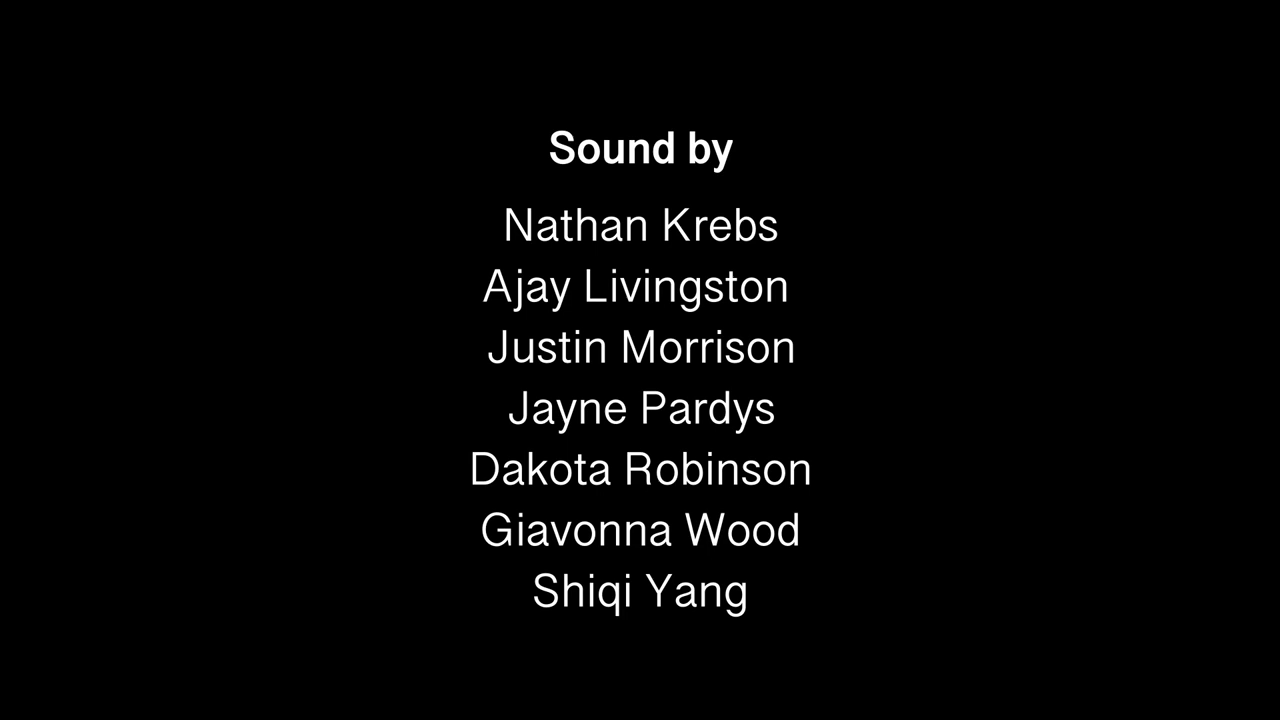 Sound by
Nathan Krebs
Ajay Livingston
Justin Morrison
Jayne Pardys
Dakota Robinson
Giavonna Wood
Shiqi Yang